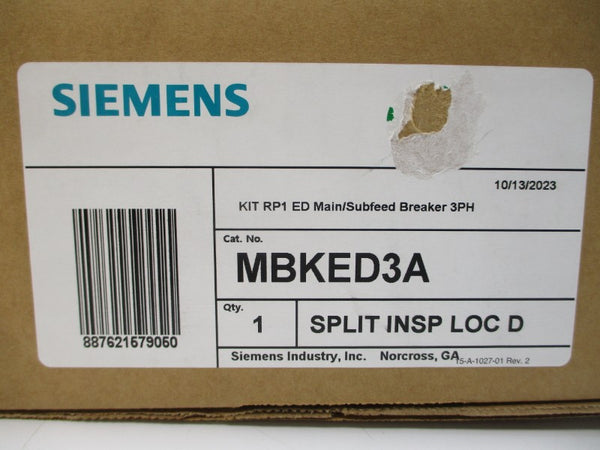 SIEMENS
10/13/2023
KIT RP1 ED Main/Subfeed Breaker 3PH
Cat. No.
MBKED3A
Qty.
1 SPLIT INSP LOC D
887621579050
Siemens Industry, Inc. Norcross, GA
15-A-1027-01 Rev. 2